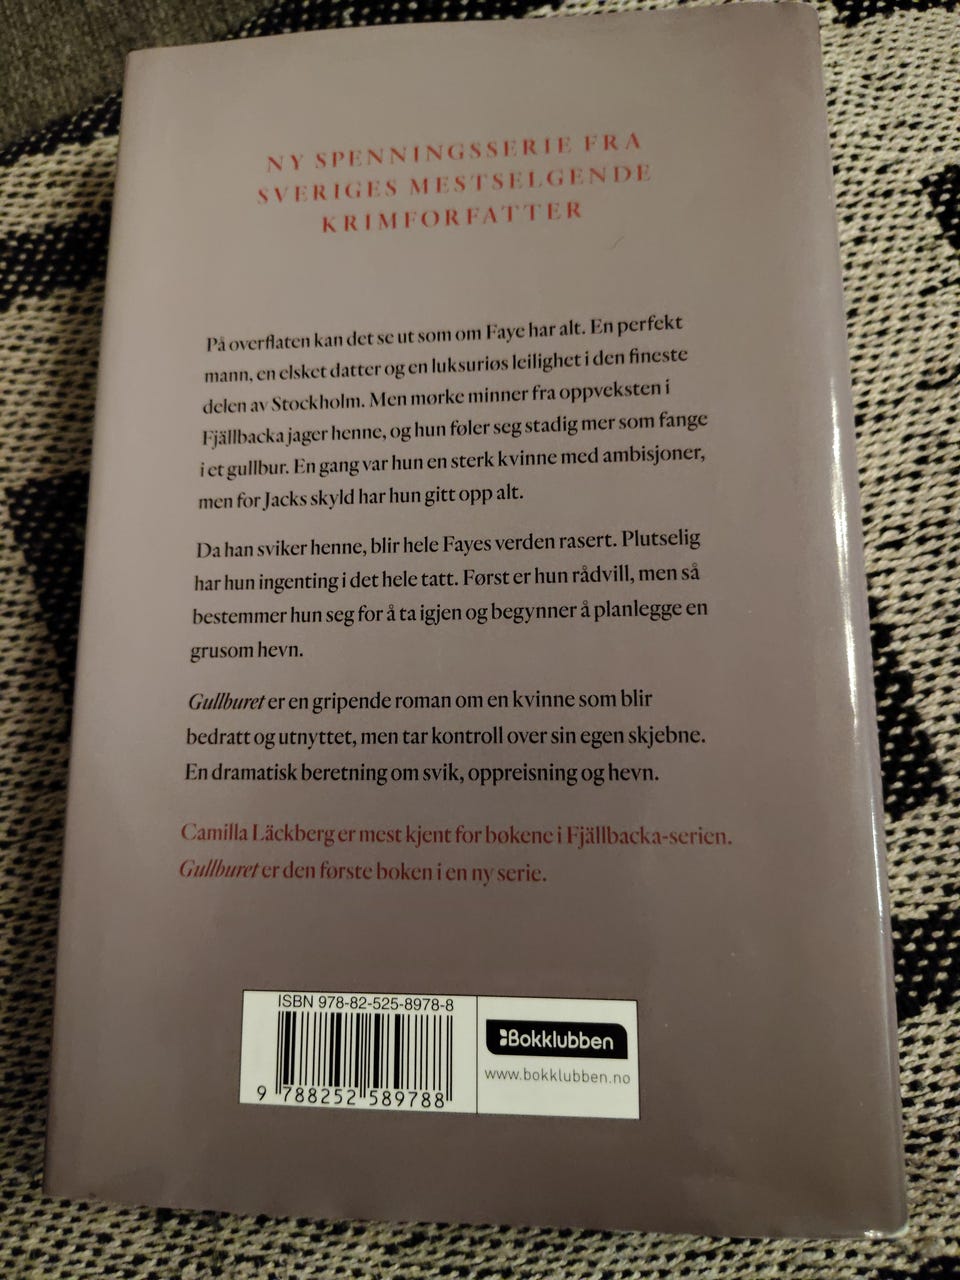 NY SPENNINGSSERIE FRA
SVERIGES MESTSELGENDE
KRIMFORFATTER
På overflaten kan det se ut som om Faye har alt. En perfekt
mann, en elsket datter og en luksuriøs leilighet i den fineste
delen av Stockholm. Men mørke minner fra oppveksten i
Fjällbacka jager henne, og hun føler seg stadig mer som fange
i et gullbur. En gang var hun en sterk kvinne med ambisjoner,
men for Jacks skyld har hun gitt opp alt.
Da han sviker henne, blir hele Fayes verden rasert. Plutselig
har hun ingenting i det hele tatt. Først er hun rådvill, men så
bestemmer hun seg for å ta igjen og begynner å planlegge en
grusom hevn.
Gullburet er en gripende roman om en kvinne som blir
bedratt og utnyttet, men tar kontroll over sin egen skjebne.
En dramatisk beretning om svik, oppreisning og hevn.
Camilla Läckberg er mest kjent for bøkene i Fjällbacka-serien.
Gullburet er den første boken i en ny serie.
ISBN 978-82-525-8978-8
9 788252 589788
Bokklubben
www.bokklubben.no